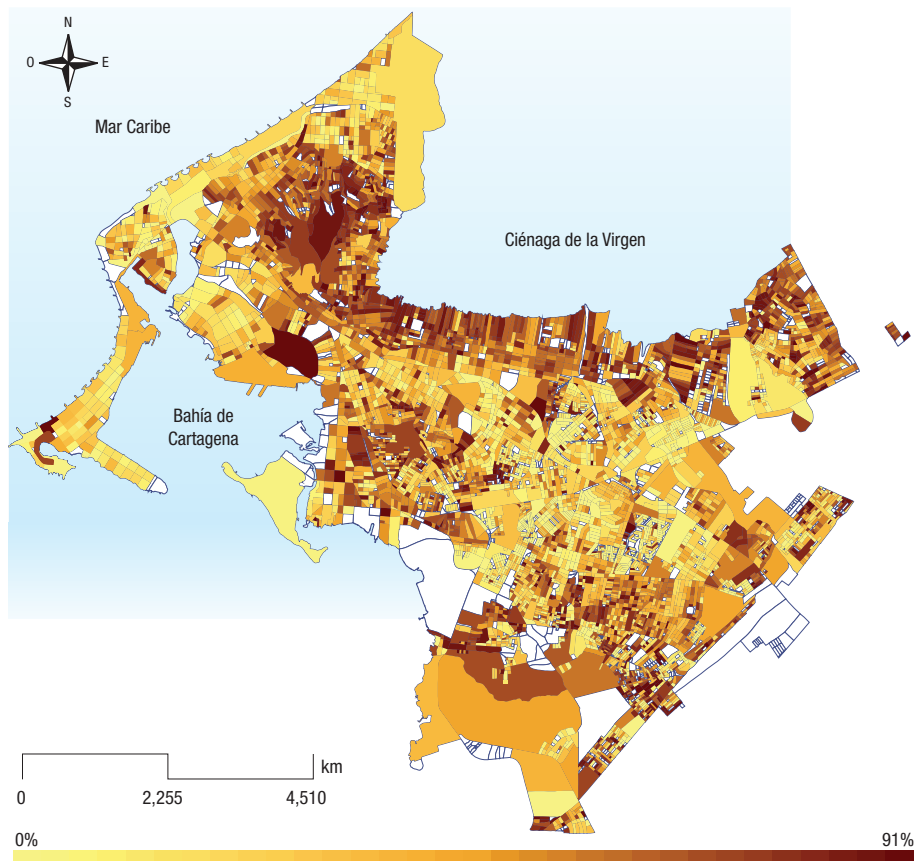 N
O E
S
Mar Caribe
Ciénaga de la Virgen
Bahía de
Cartagena
km
0 2,255 4,510
0% 91%